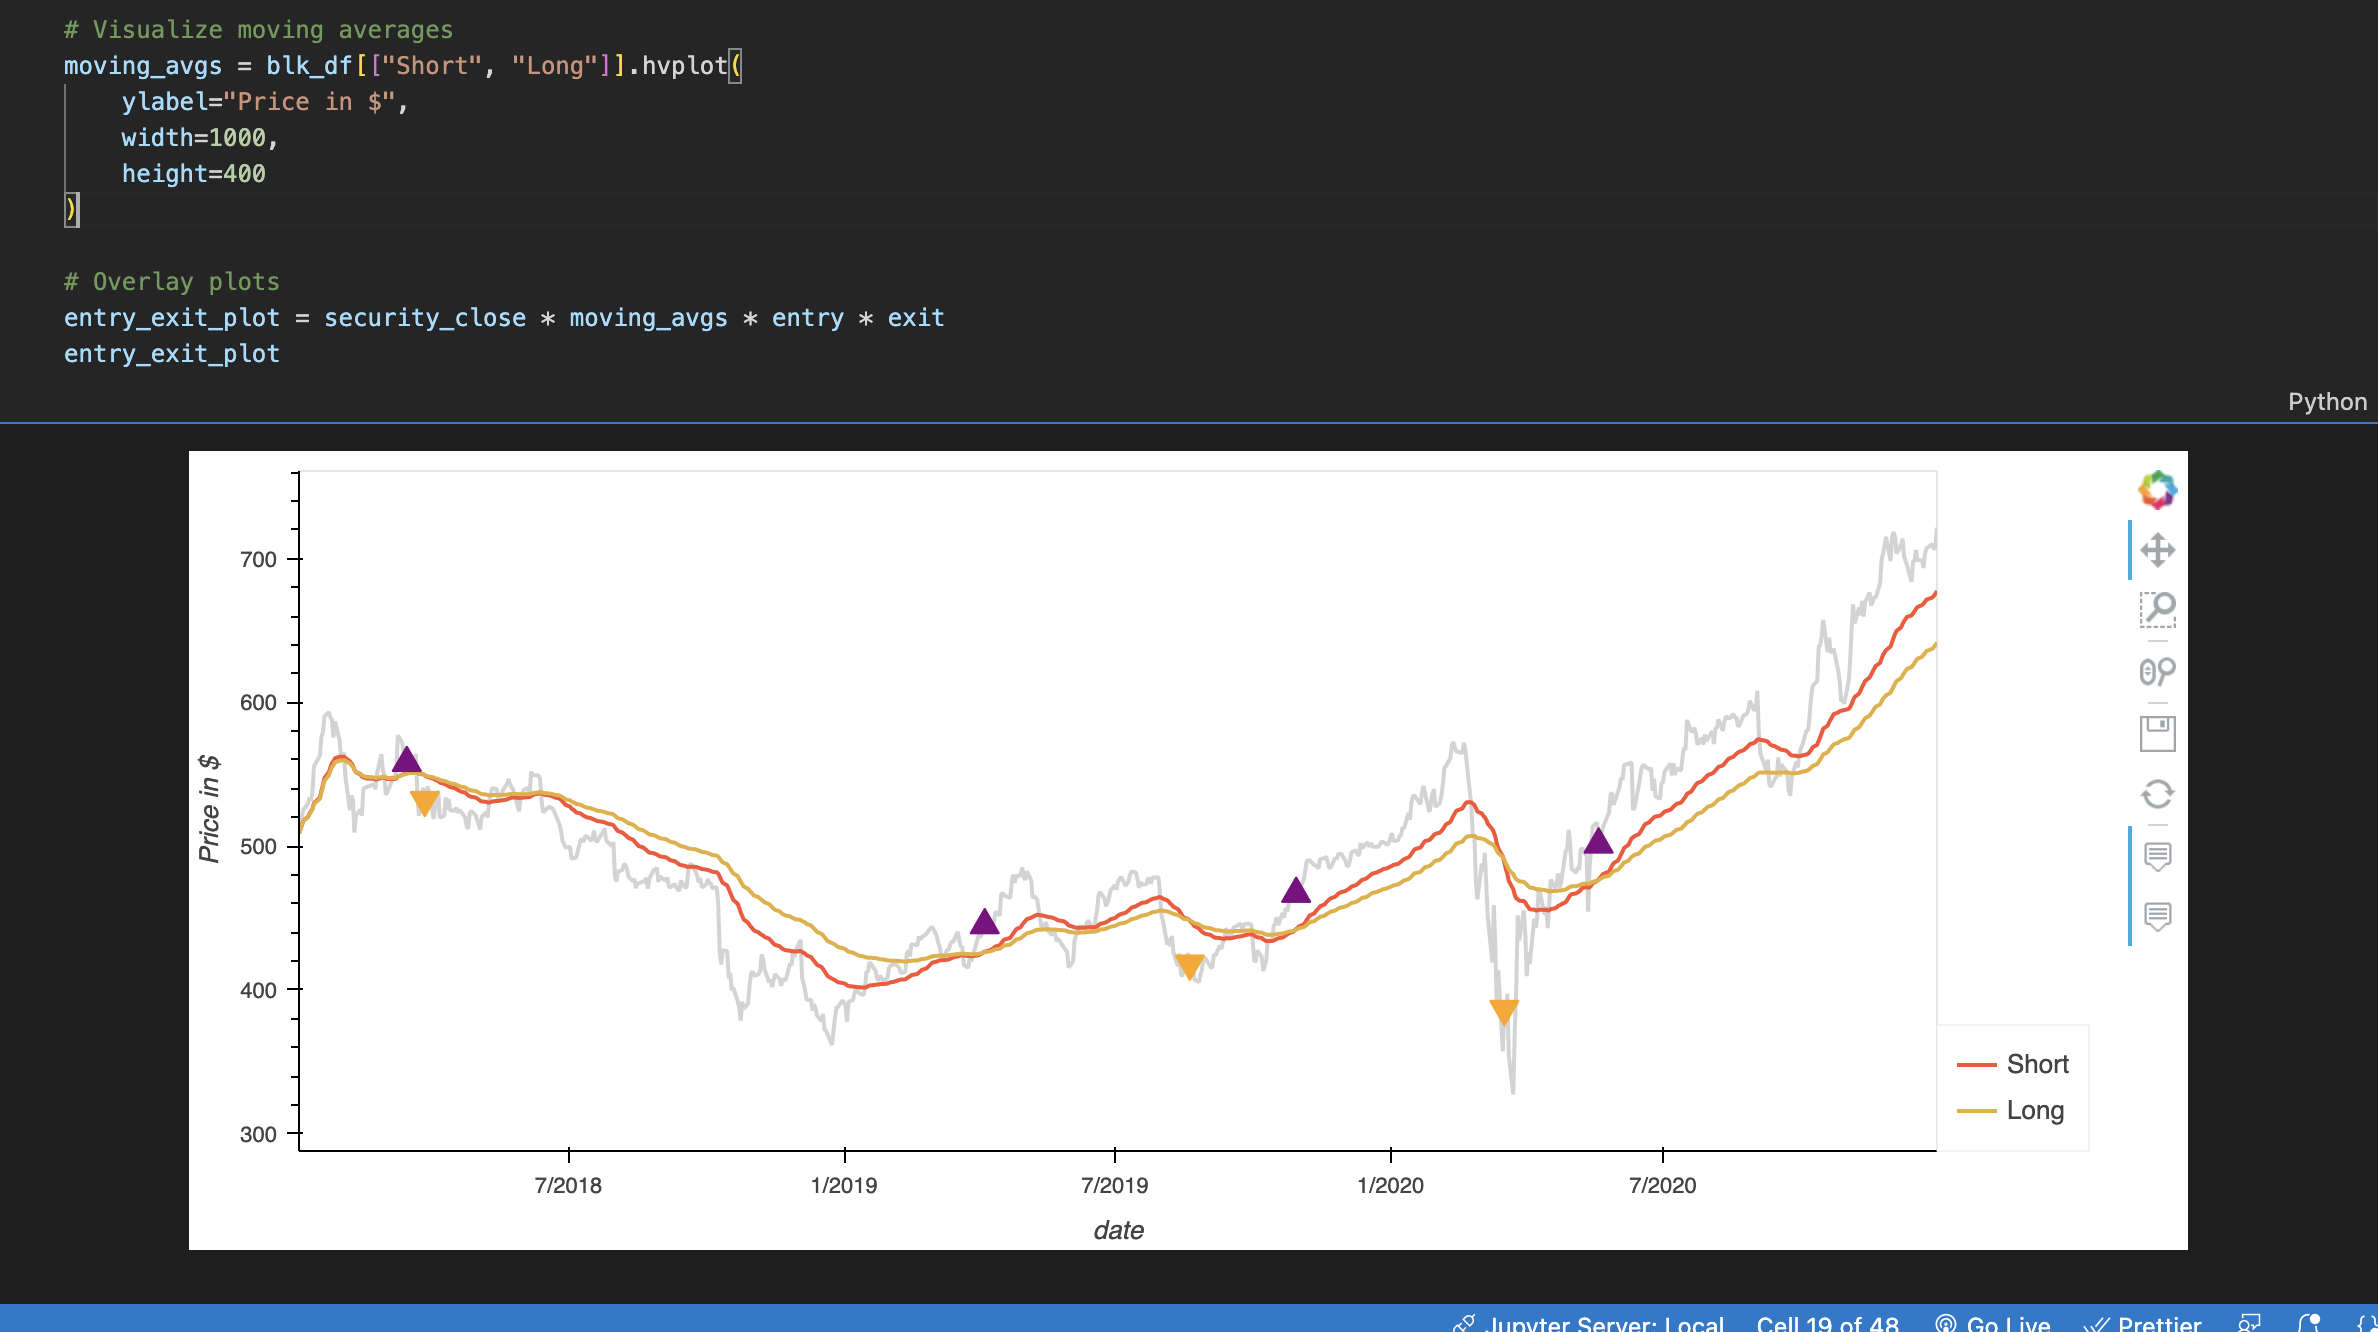 # Visualize moving averages
moving_avgs = blk_df[["Short", "Long"]].hvplot(
    ylabel="Price in $",
    width=1000,
    height=400
)
# Overlay plots
entry_exit_plot = security_close * moving_avgs * entry * exit
entry_exit_plot
Python
700
600
500
400
300
Price in $
7/2018 1/2019 7/2019 1/2020 7/2020
date
Short
Long
Jupyter Server: Local Cell 19 of 48 Go Live Prettier